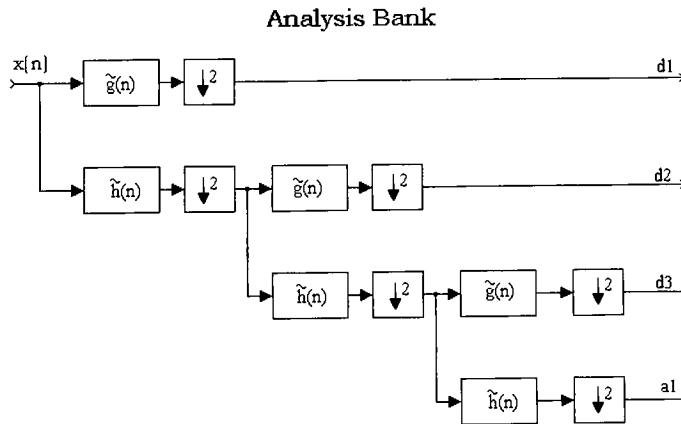 Analysis Bank
x[n]
g̃(n) ↓2 d1
h̃(n) ↓2 g̃(n) ↓2 d2
h̃(n) ↓2 g̃(n) ↓2 d3
h̃(n) ↓2 a1